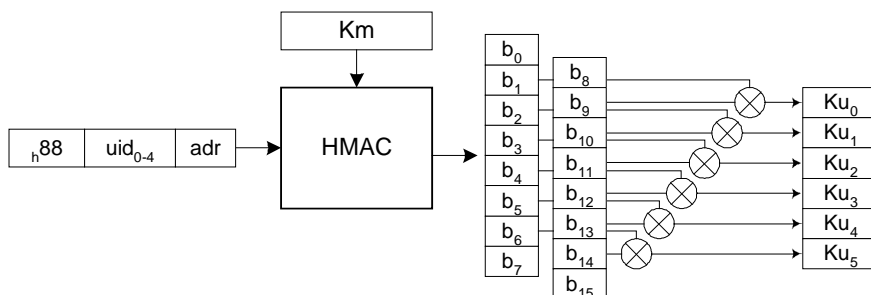 Km
HMAC
h88 uid0-4 adr
b0
b1
b2
b3
b4
b5
b6
b7
b8
b9
b10
b11
b12
b13
b14
b15
Ku0
Ku1
Ku2
Ku3
Ku4
Ku5